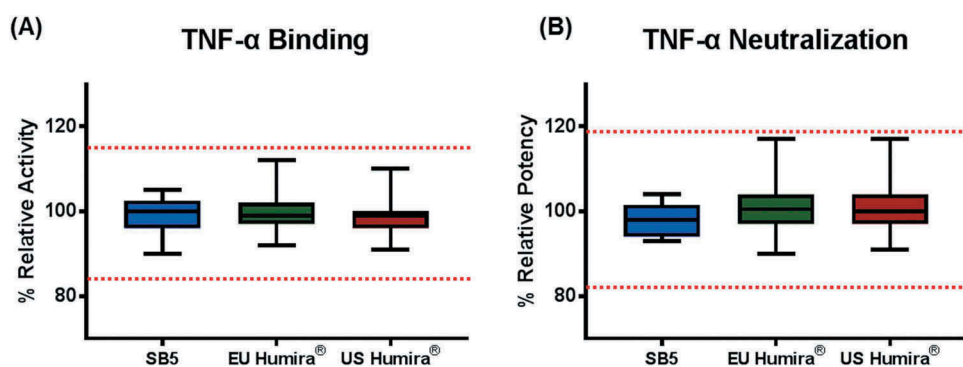 (A)
TNF-α Binding
% Relative Activity
120
100
80
SB5
EU Humira®
US Humira®
(B)
TNF-α Neutralization
% Relative Potency
120
100
80
SB5
EU Humira®
US Humira®